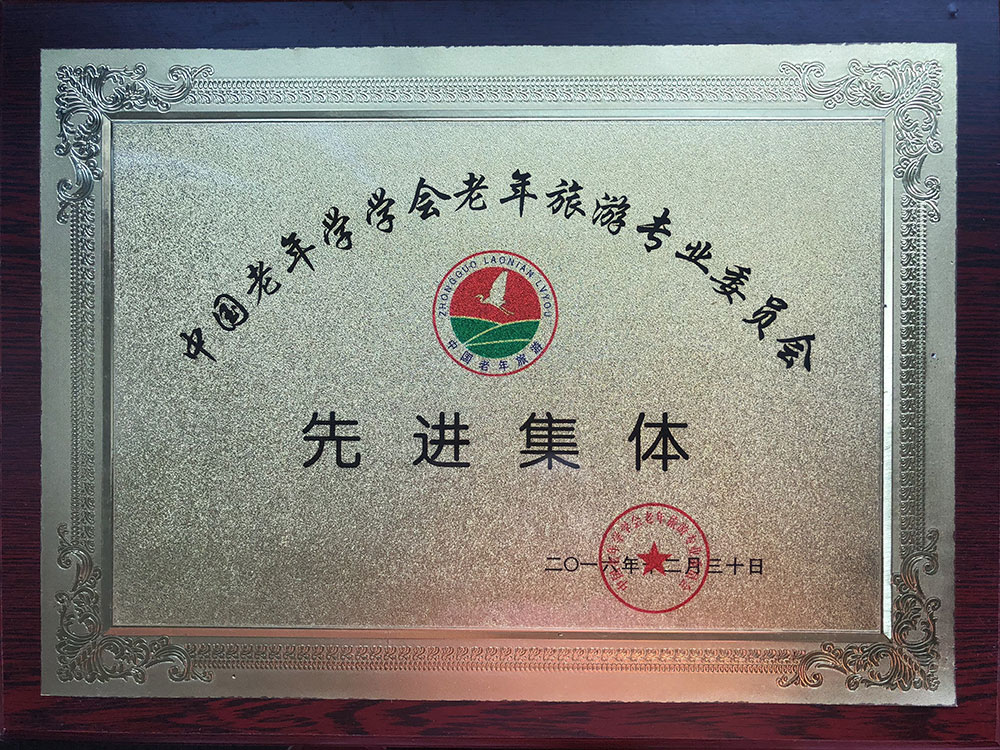 中国老年学学会老年旅游专业委员会
ZHONGGUO LAONIAN LVYOU
中国老年旅游
先进集体
二〇一六年十二月三十日